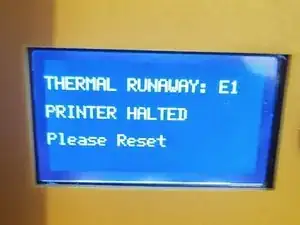 THERMAL RUNAWAY: E1
PRINTER HALTED
Please Reset